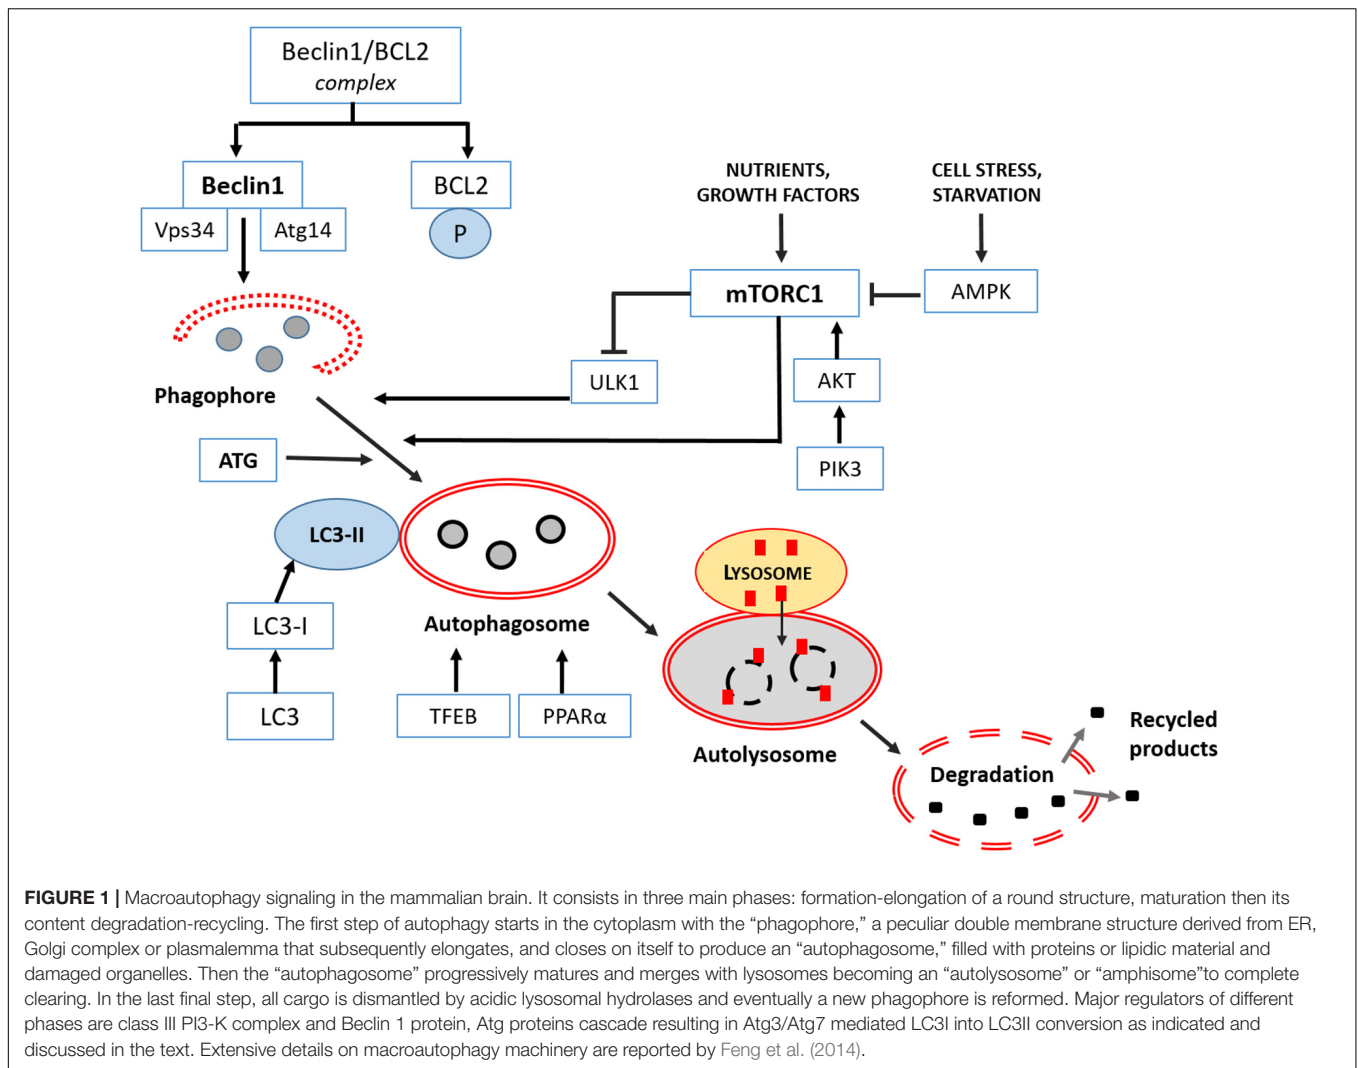 Beclin1/BCL2
complex
Beclin1
BCL2
Vps34
Atg14
P
NUTRIENTS,
GROWTH FACTORS
CELL STRESS,
STARVATION
mTORC1
AMPK
Phagophore
ULK1
AKT
ATG
PIK3
LC3-II
LYSOSOME
LC3-I
Autophagosome
LC3
TFEB
PPARα
Autolysosome
Recycled
products
Degradation
FIGURE 1 | Macroautophagy signaling in the mammalian brain. It consists in three main phases: formation-elongation of a round structure, maturation then its
content degradation-recycling. The first step of autophagy starts in the cytoplasm with the “phagophore,” a peculiar double membrane structure derived from ER,
Golgi complex or plasmalemma that subsequently elongates, and closes on itself to produce an “autophagosome,” filled with proteins or lipidic material and
damaged organelles. Then the “autophagosome” progressively matures and merges with lysosomes becoming an “autolysosome” or “amphisome”to complete
clearing. In the last final step, all cargo is dismantled by acidic lysosomal hydrolases and eventually a new phagophore is reformed. Major regulators of different
phases are class III PI3-K complex and Beclin 1 protein, Atg proteins cascade resulting in Atg3/Atg7 mediated LC3I into LC3II conversion as indicated and
discussed in the text. Extensive details on macroautophagy machinery are reported by Feng et al. (2014).